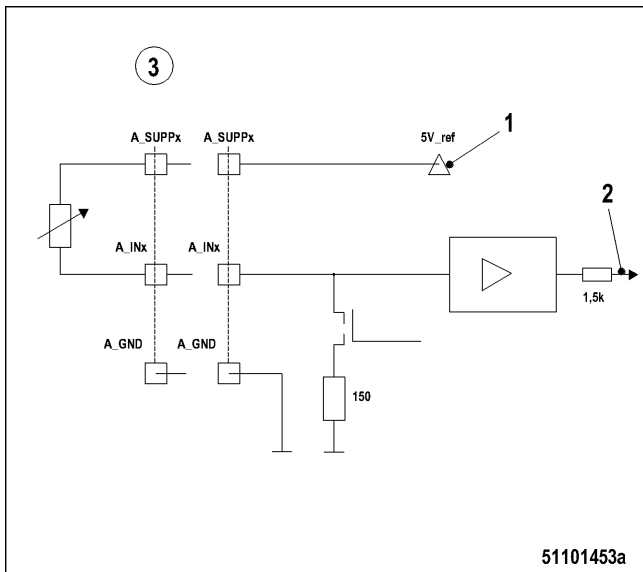 3
A_SUPPx A_SUPPx 5V_ref 1
A_INx A_INx 2
1,5k
A_GND A_GND
150
51101453a